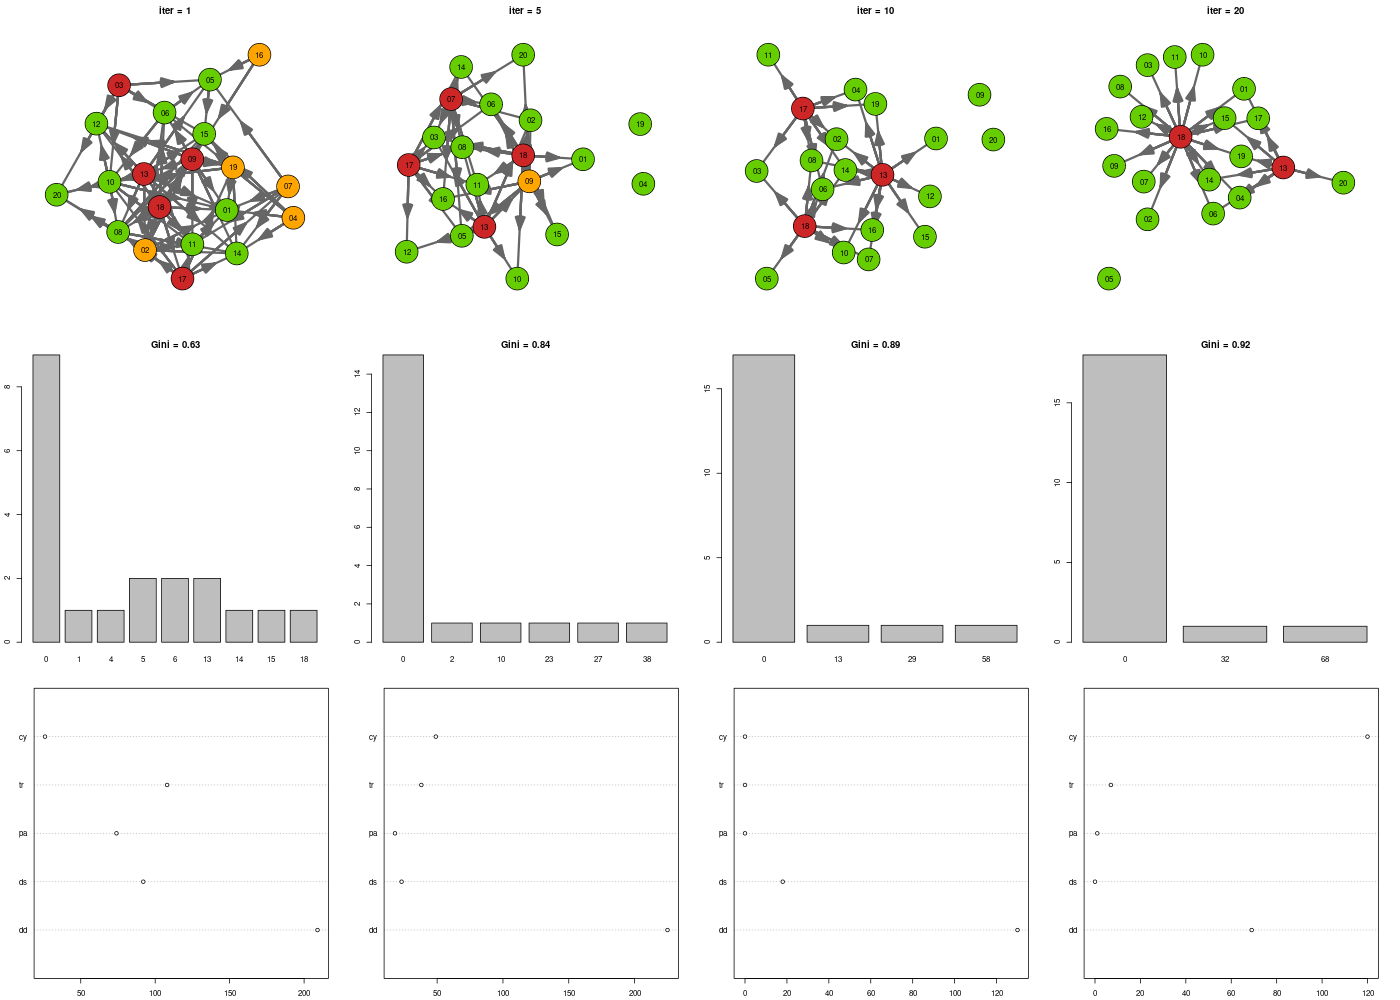 iter = 1
iter = 5
iter = 10
iter = 20
16
03
05
06
12
15
09
13
19
10
07
20
18
01
04
08
02
11
14
17
20
14
07
06
02
19
03
08
18
01
17
09
04
11
16
13
05
15
12
10
11
04
09
17
19
02
01
20
08
14
03
13
06
12
18
16
15
10
07
05
11
10
03
08
01
12
15
17
16
18
19
09
13
07
14
20
04
06
02
05
Gini = 0.63
Gini = 0.84
Gini = 0.89
Gini = 0.92
8
6
4
2
0
0 1 4 5 6 13 14 15 18
14
12
10
8
6
4
2
0
0 2 10 23 27 38
15
10
5
0
0 13 29 58
15
10
5
0
0 32 68
cy
tr
pa
ds
dd
50 100 150 200
cy
tr
pa
ds
dd
50 100 150 200
cy
tr
pa
ds
dd
0 20 40 60 80 100 120
cy
tr
pa
ds
dd
0 20 40 60 80 100 120